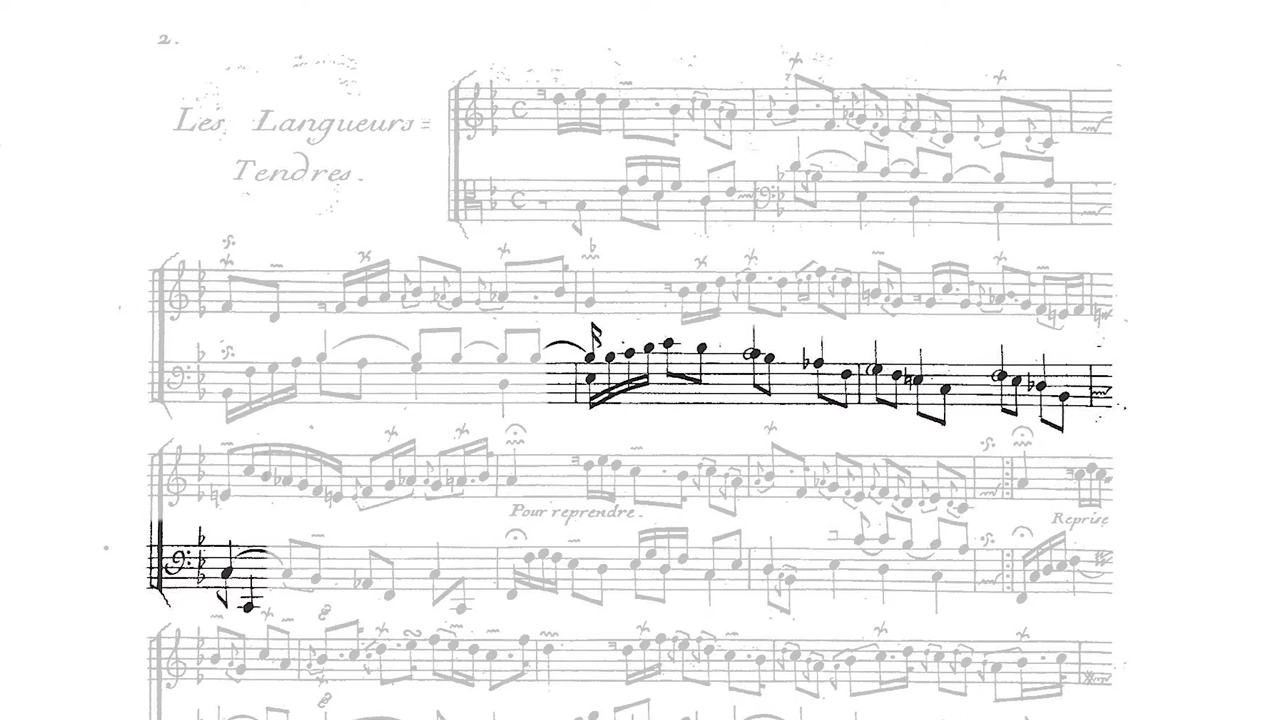 2.
Les Langueurs=
Tendres.
Pour reprendre.
Reprise